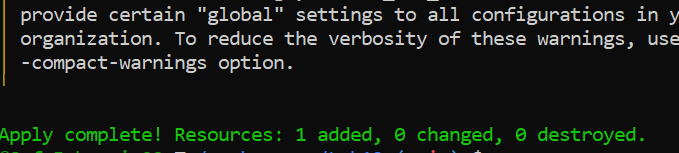 provide certain "global" settings to all configurations in
organization. To reduce the verbosity of these warnings, use
-compact-warnings option.
Apply complete! Resources: 1 added, 0 changed, 0 destroyed.